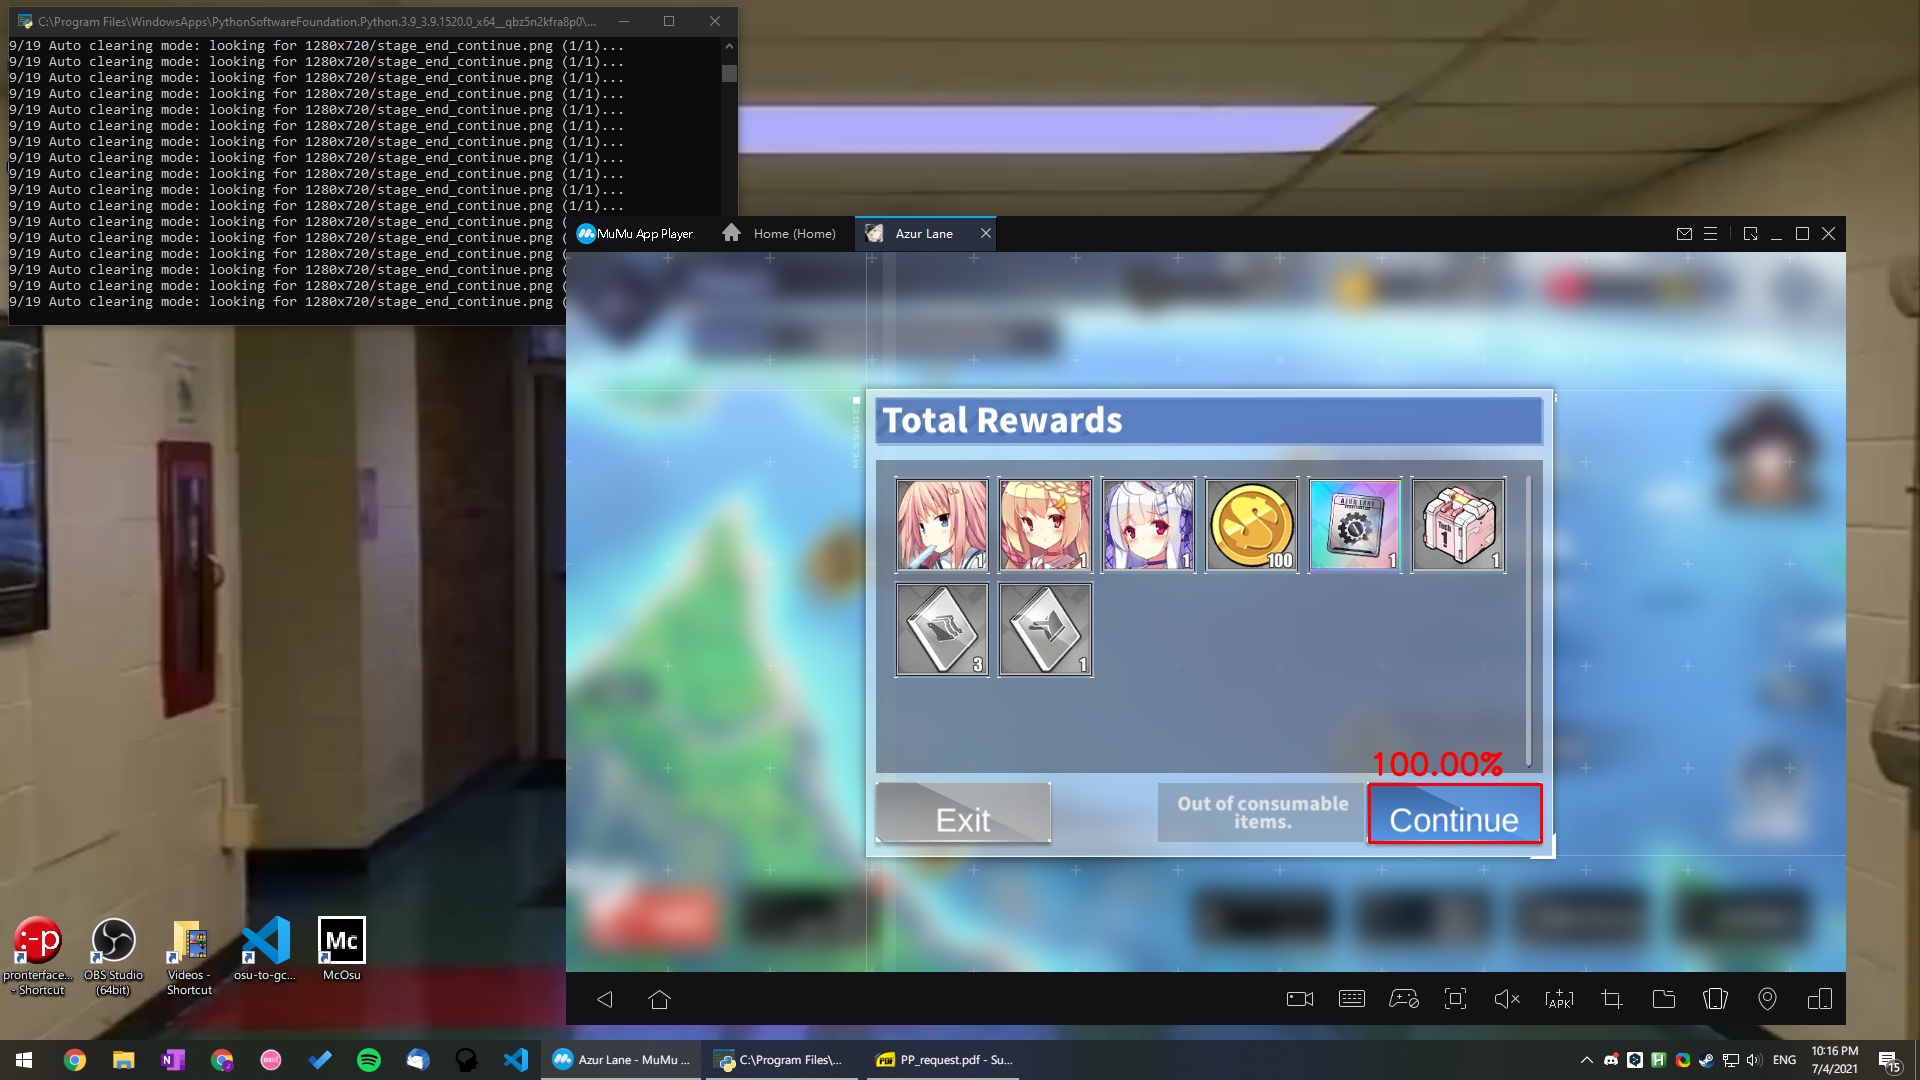 C:\Program Files\WindowsApps\PythonSoftwareFoundation.Python.3.9_3.9.1520.0_x64__qbz5n2kfra8p0\...
9/19 Auto clearing mode: looking for 1280x720/stage_end_continue.png (1/1)...
9/19 Auto clearing mode: looking for 1280x720/stage_end_continue.png (1/1)...
9/19 Auto clearing mode: looking for 1280x720/stage_end_continue.png (1/1)...
9/19 Auto clearing mode: looking for 1280x720/stage_end_continue.png (1/1)...
9/19 Auto clearing mode: looking for 1280x720/stage_end_continue.png (1/1)...
9/19 Auto clearing mode: looking for 1280x720/stage_end_continue.png (1/1)...
9/19 Auto clearing mode: looking for 1280x720/stage_end_continue.png (1/1)...
9/19 Auto clearing mode: looking for 1280x720/stage_end_continue.png (1/1)...
9/19 Auto clearing mode: looking for 1280x720/stage_end_continue.png (1/1)...
9/19 Auto clearing mode: looking for 1280x720/stage_end_continue.png (1/1)...
9/19 Auto clearing mode: looking for 1280x720/stage_end_continue.png (1/1)...
9/19 Auto clearing mode: looking for 1280x720/stage_end_continue.png (
9/19 Auto clearing mode: looking for 1280x720/stage_end_continue.png (
9/19 Auto clearing mode: looking for 1280x720/stage_end_continue.png (
9/19 Auto clearing mode: looking for 1280x720/stage_end_continue.png (
9/19 Auto clearing mode: looking for 1280x720/stage_end_continue.png (
9/19 Auto clearing mode: looking for 1280x720/stage_end_continue.png (
MuMu App Player Home (Home) Azur Lane
MESSAGE
Total Rewards
1 1 1 100 AZUR LANE 1 Tech 1 1
3 1
100.00%
Exit
Out of consumable
items.
Continue
APK
:-p Mc
pronterface... OBS Studio Videos - osu-to-gc... McOsu
- Shortcut (64bit) Shortcut
Azur Lane - MuMu ... C:\Program Files\... PDF PP_request.pdf - Su... ENG 10:16 PM
7/4/2021
15